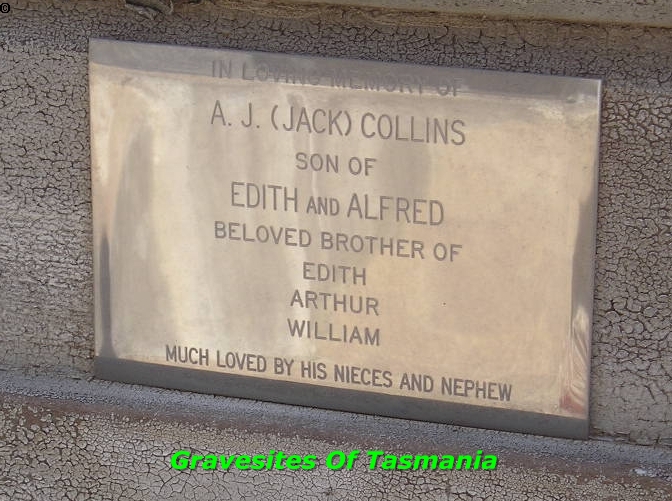 ©
IN LOVING MEMORY OF
A. J. (JACK) COLLINS
SON OF
EDITH AND ALFRED
BELOVED BROTHER OF
EDITH
ARTHUR
WILLIAM
MUCH LOVED BY HIS NIECES AND NEPHEW
Gravesites Of Tasmania